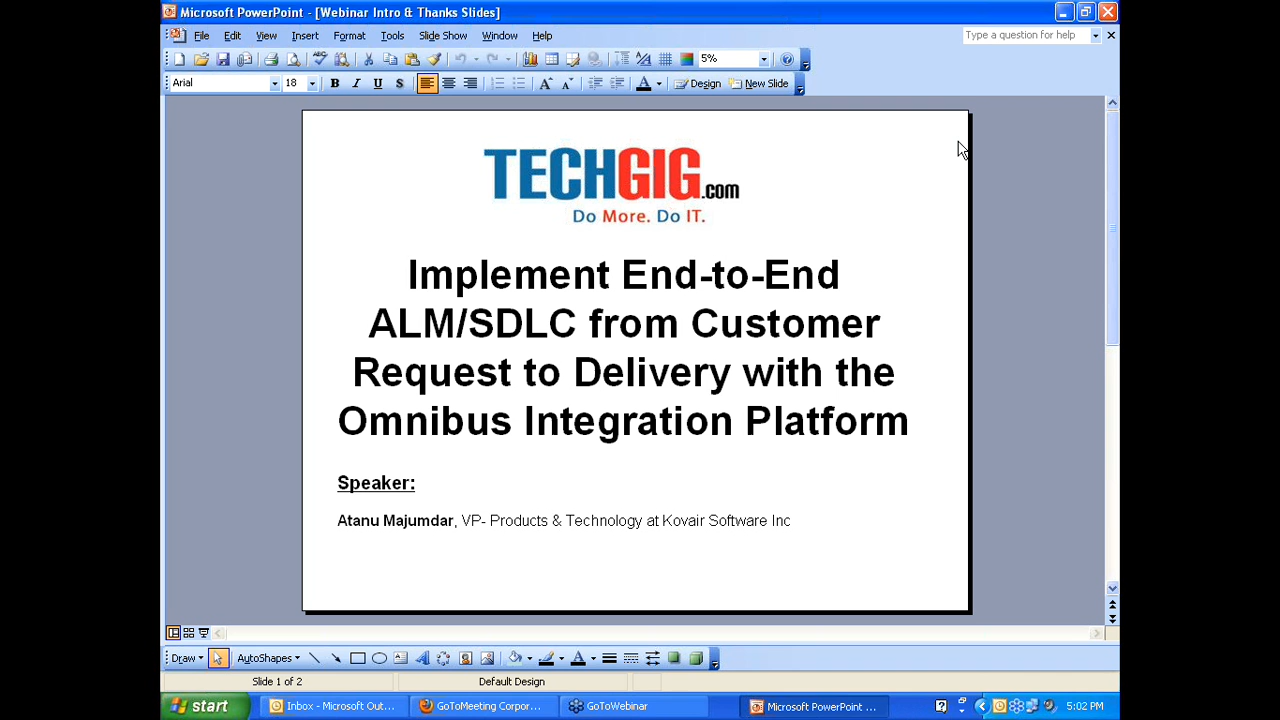 Microsoft PowerPoint - [Webinar Intro & Thanks Slides]
File Edit View Insert Format Tools Slide Show Window Help Type a question for help
5%
Arial 18 B I U S A A A Design New Slide
TECHGIG.com
Do More. Do IT.
Implement End-to-End
ALM/SDLC from Customer
Request to Delivery with the
Omnibus Integration Platform
Speaker:
Atanu Majumdar, VP- Products & Technology at Kovair Software Inc
Draw AutoShapes A
Slide 1 of 2 Default Design
start Inbox - Microsoft Out... GoToMeeting Corpor... GoToWebinar Microsoft PowerPoint ... 5:02 PM